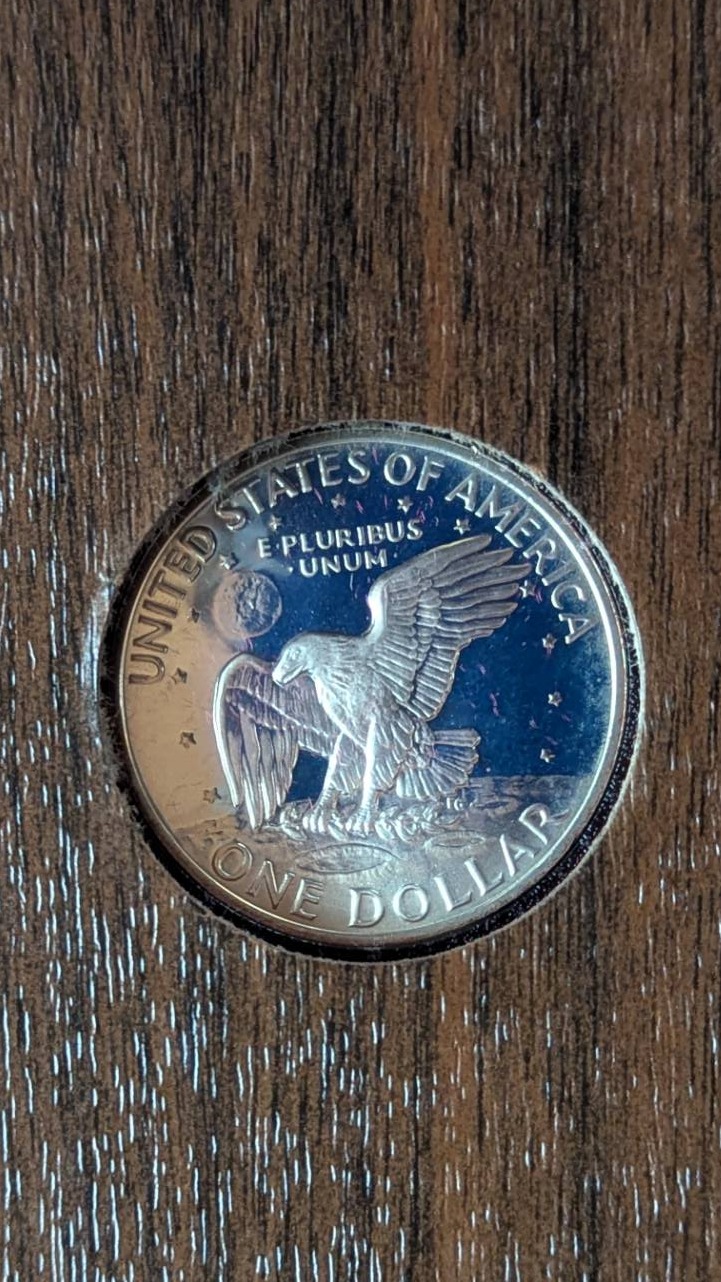 UNITED STATES OF AMERICA
E PLURIBUS
·UNUM·
ONE DOLLAR